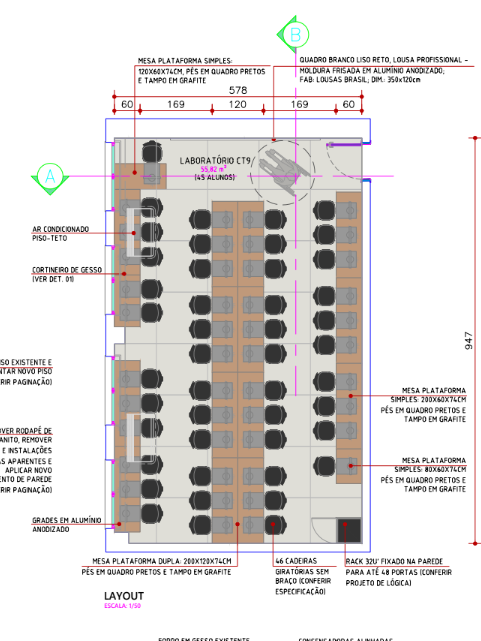 B
MESA PLATAFORMA SIMPLES:
120X60X74CM, PÉS EM QUADRO PRETOS
E TAMPO EM GRAFITE
QUADRO BRANCO LISO RETO, LOUSA PROFISSIONAL -
MOLDURA FRISADA EM ALUMÍNIO ANODIZADO;
FAB: LOUSAS BRASIL; DIM.: 350x120cm
578
60 169 120 169 60
A
LABORATÓRIO CT9
55,82 m²
(45 ALUNOS)
AR CONDICIONADO
PISO-TETO
CORTINEIRO DE GESSO
(VER DET. 01)
947
ISO EXISTENTE E
NTAR NOVO PISO
ERIR PAGINAÇÃO)
MESA PLATAFORMA
SIMPLES: 200X60X74CM
PÉS EM QUADRO PRETOS E
TAMPO EM GRAFITE
OVER RODAPÉ DE
ANITO, REMOVER
E INSTALAÇÕES
AS APARENTES E
APLICAR NOVO
ENTO DE PAREDE
ERIR PAGINAÇÃO)
MESA PLATAFORMA
SIMPLES: 80X60X74CM
PÉS EM QUADRO PRETOS E
TAMPO EM GRAFITE
GRADES EM ALUMÍNIO
ANODIZADO
MESA PLATAFORMA DUPLA: 200X120X74CM
PÉS EM QUADRO PRETOS E TAMPO EM GRAFITE
46 CADEIRAS
GIRATÓRIAS SEM
BRAÇO (CONFERIR
ESPECIFICAÇÃO)
RACK 32U' FIXADO NA PAREDE
PARA ATÉ 48 PORTAS (CONFERIR
PROJETO DE LÓGICA)
LAYOUT
ESCALA: 1/50